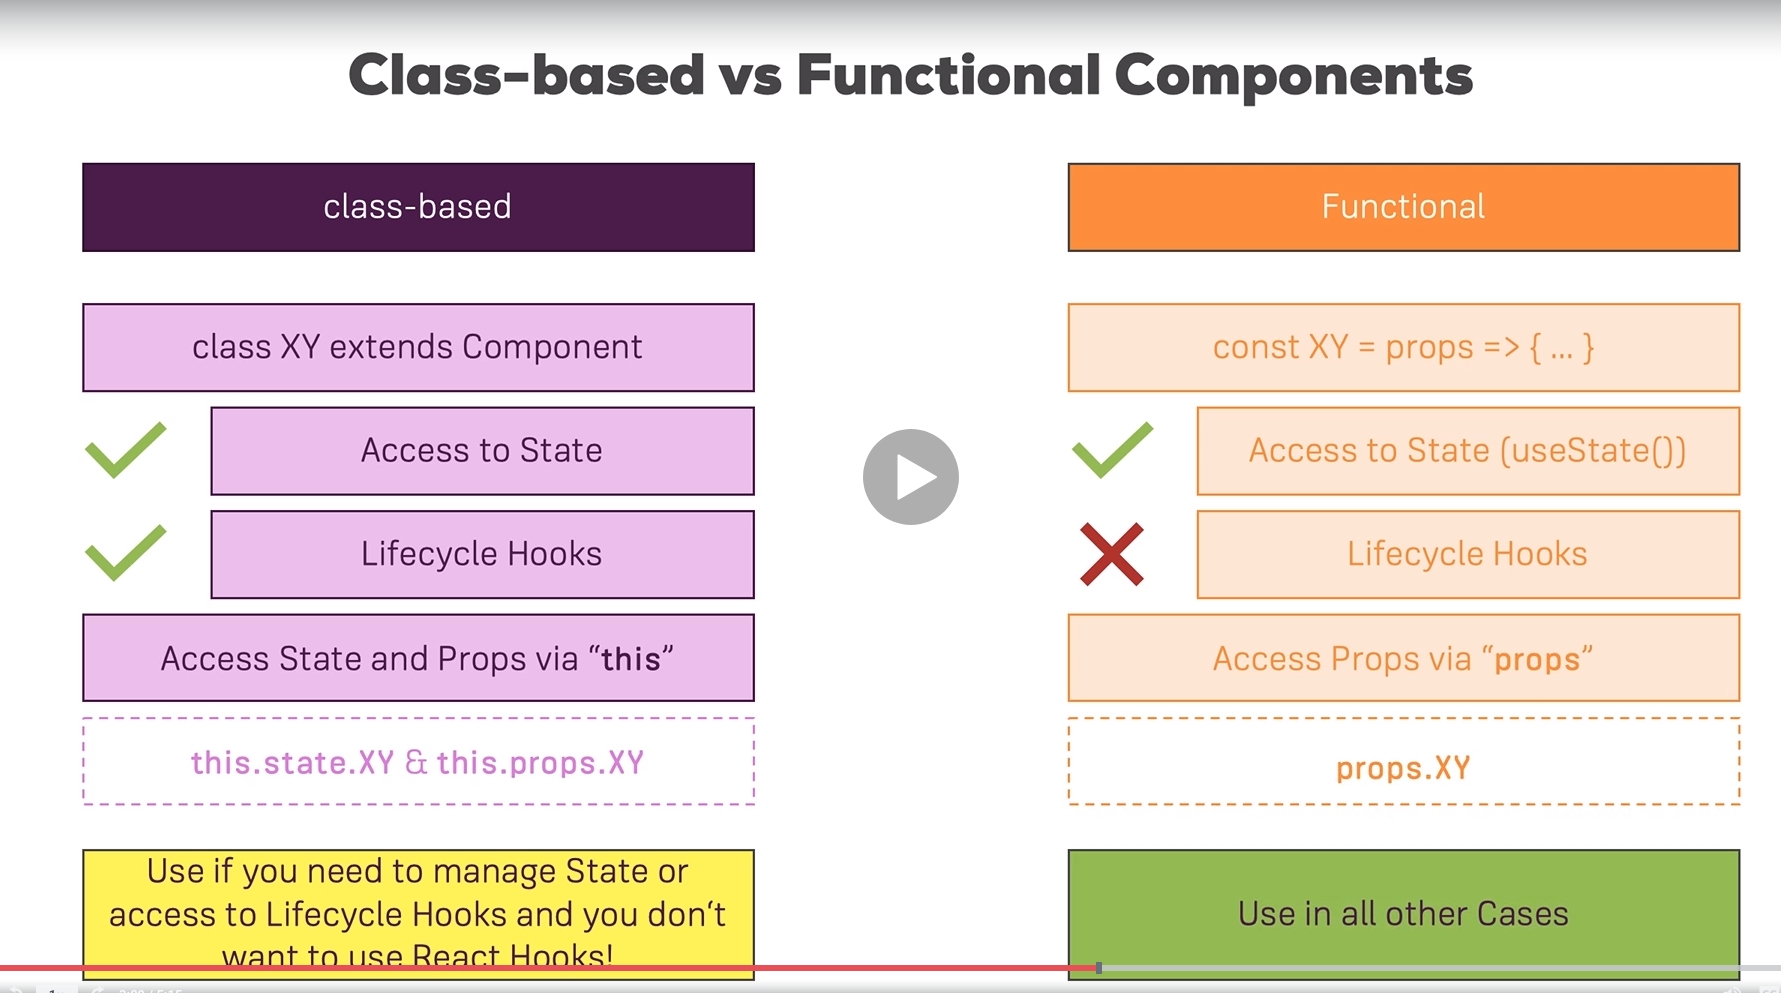 Class-based vs Functional Components
class-based
class XY extends Component
Access to State
Lifecycle Hooks
Access State and Props via “this”
this.state.XY & this.props.XY
Use if you need to manage State or
access to Lifecycle Hooks and you don‘t
want to use React Hooks!
Functional
const XY = props => { ... }
Access to State (useState())
Lifecycle Hooks
Access Props via “props”
props.XY
Use in all other Cases